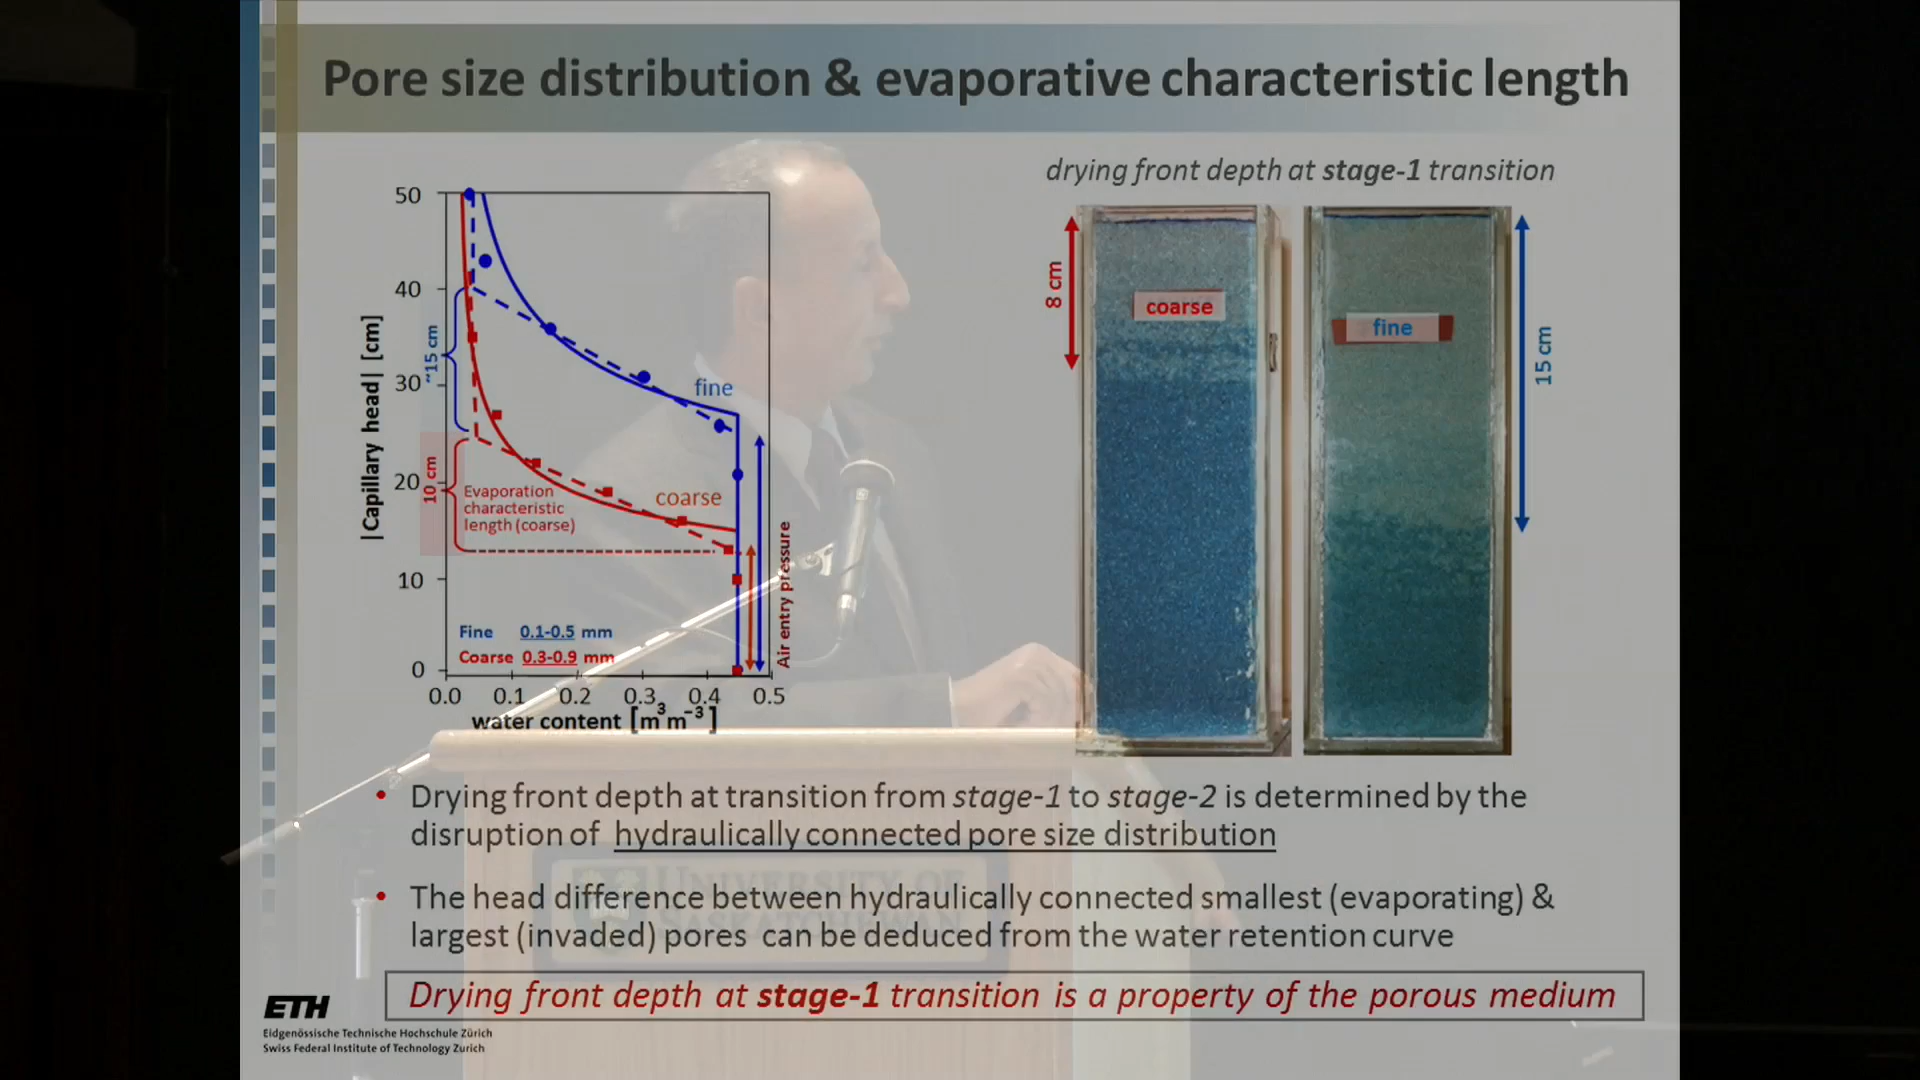 Pore size distribution & evaporative characteristic length
drying front depth at stage-1 transition
50
40
30
20
10
0
|Capillary head| [cm]
~15 cm
10 cm
fine
coarse
Evaporation
characteristic
length (coarse)
Fine 0.1-0.5 mm
Coarse 0.3-0.9 mm
Air entry pressure
0.0 0.1 0.2 0.3 0.4 0.5
water content [m³m⁻³]
8 cm
coarse
fine
15 cm
• Drying front depth at transition from stage-1 to stage-2 is determined by the
disruption of hydraulically connected pore size distribution
UNIVERSITY OF
SASKATCHEWAN
• The head difference between hydraulically connected smallest (evaporating) &
largest (invaded) pores can be deduced from the water retention curve
Drying front depth at stage-1 transition is a property of the porous medium
ETH
Eidgenössische Technische Hochschule Zürich
Swiss Federal Institute of Technology Zurich